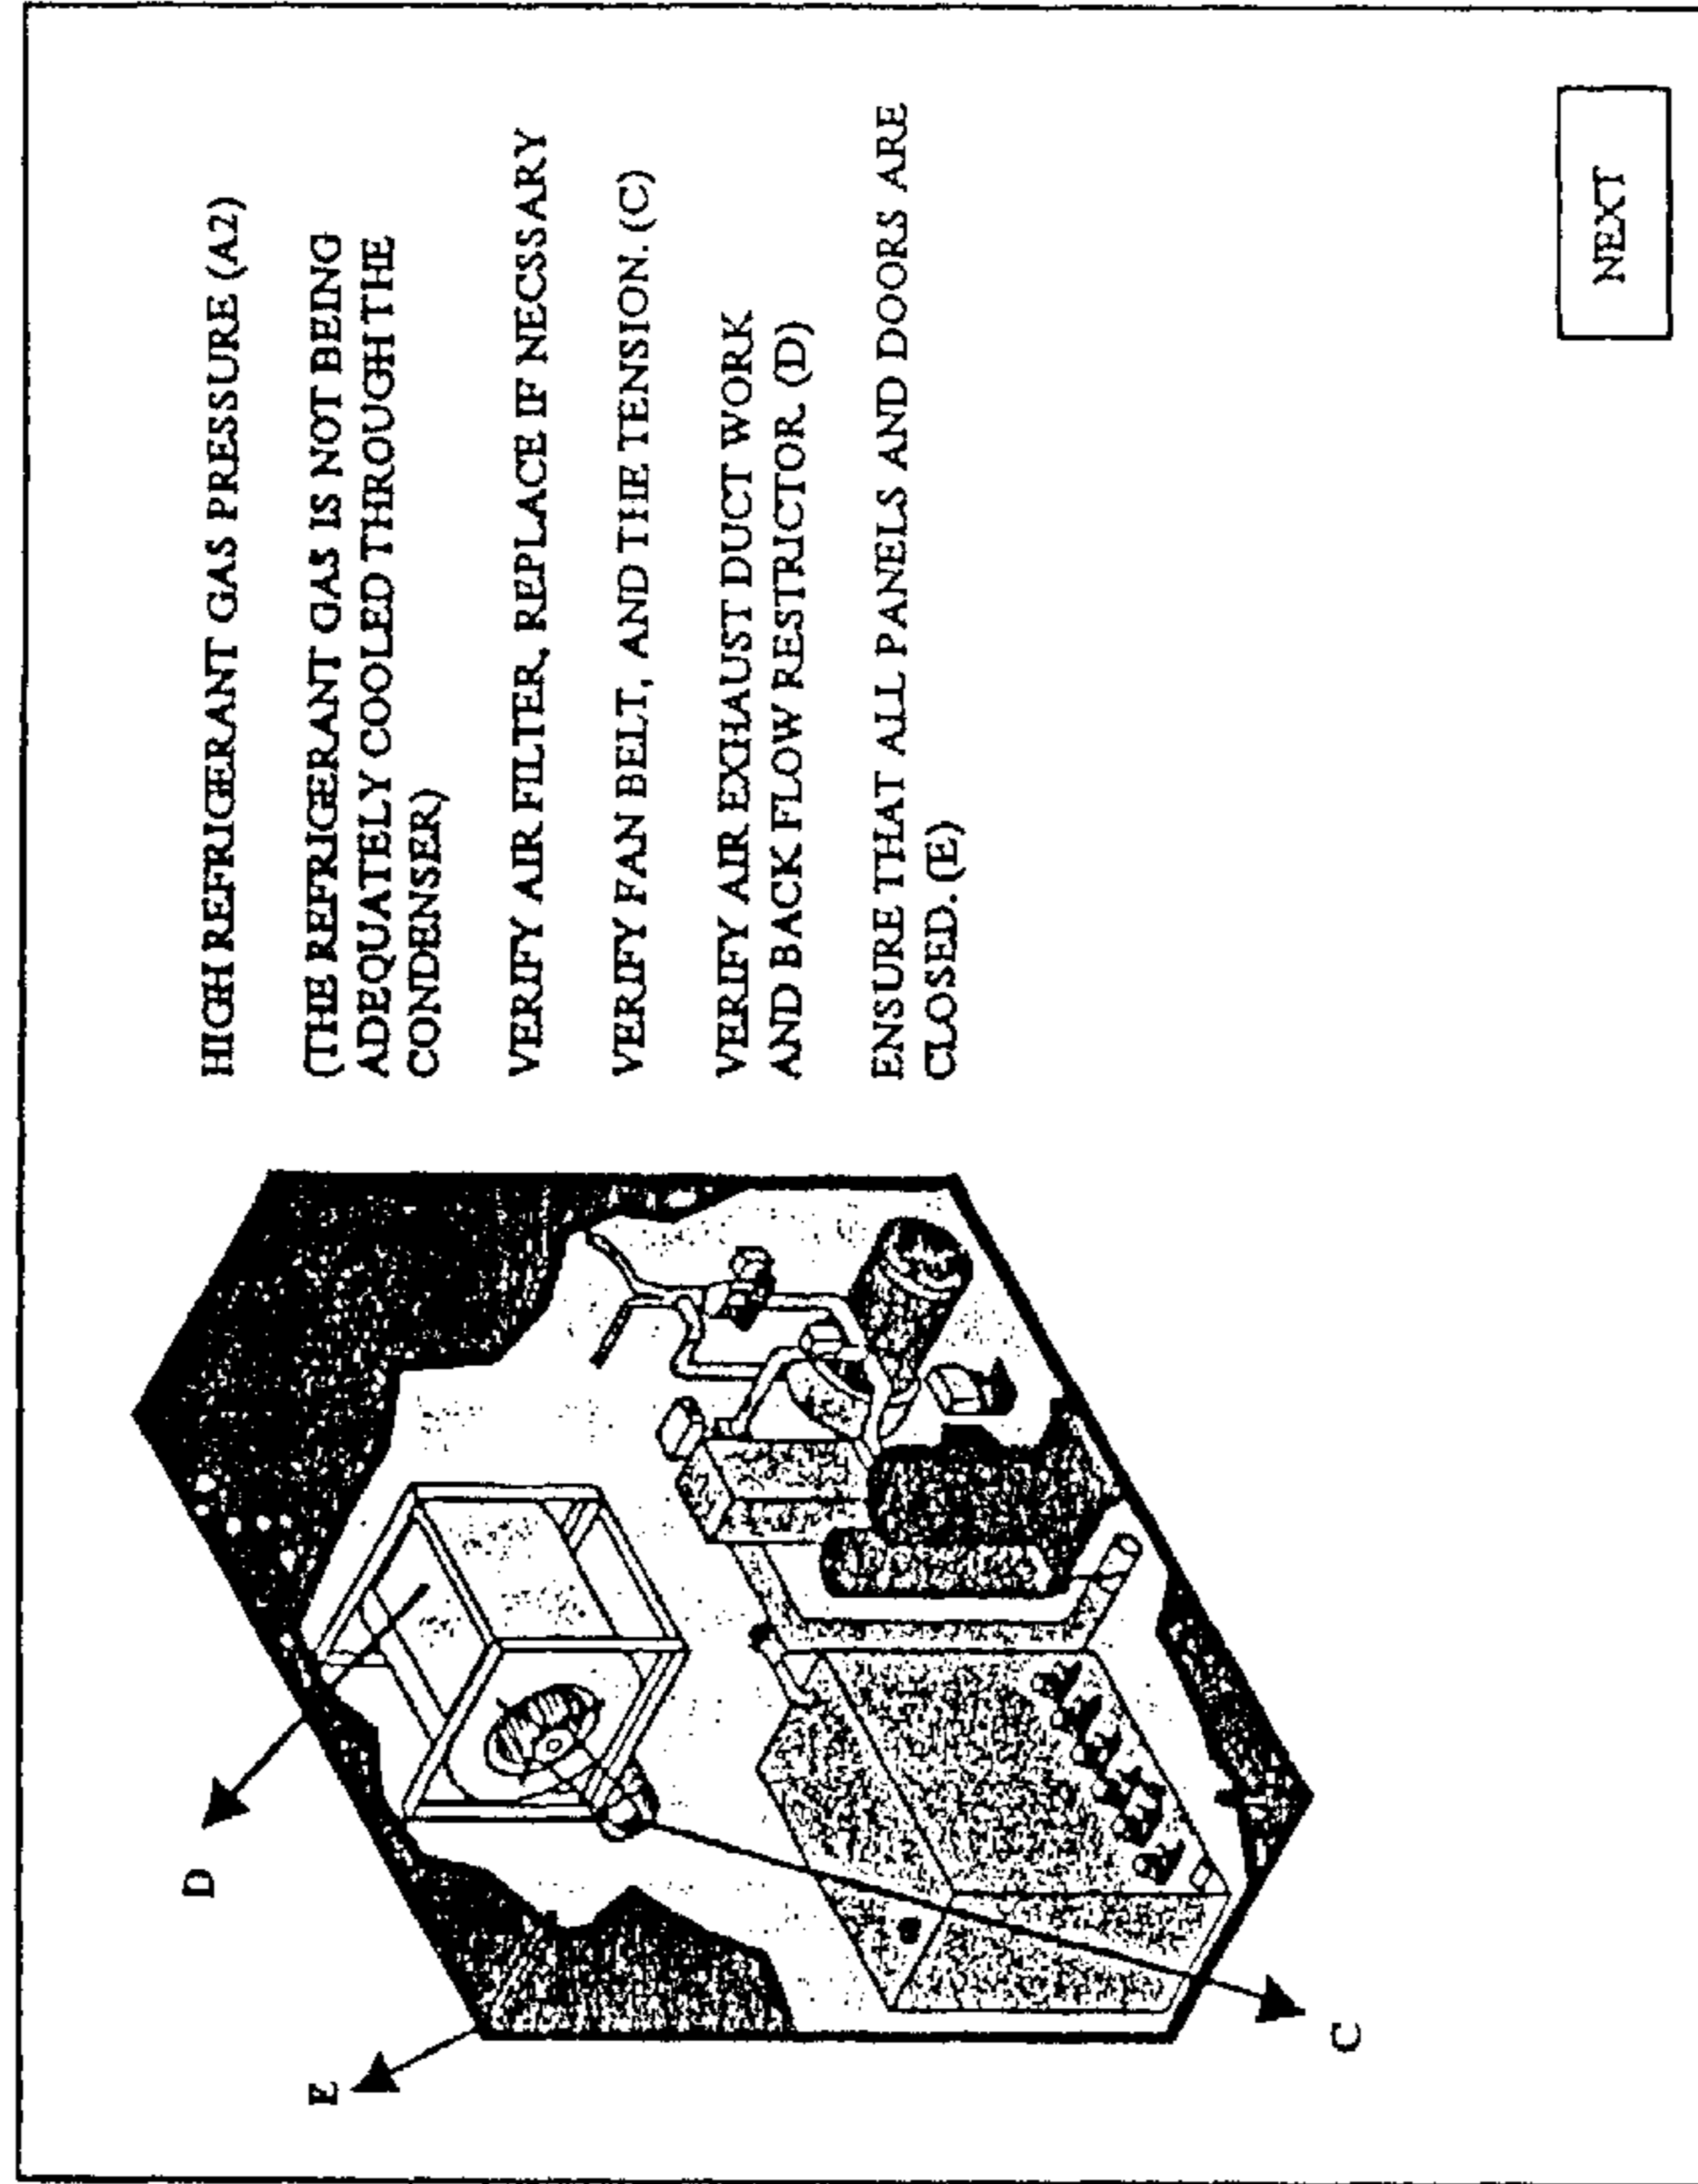 HIGH REFRIGERANT GAS PRESSURE (A2)
(THE REFRIGERANT GAS IS NOT BEING
ADEQUATELY COOLED THROUGH THE
CONDENSER)
VERIFY AIR FILTER, REPLACE IF NECSSARY
VERIFY FAN BELT, AND THE TENSION. (C)
VERIFY AIR EXHAUST DUCT WORK
AND BACK FLOW RESTRICTOR. (D)
ENSURE THAT ALL PANELS AND DOORS ARE
CLOSED. (E)
D
E
C
NEXT